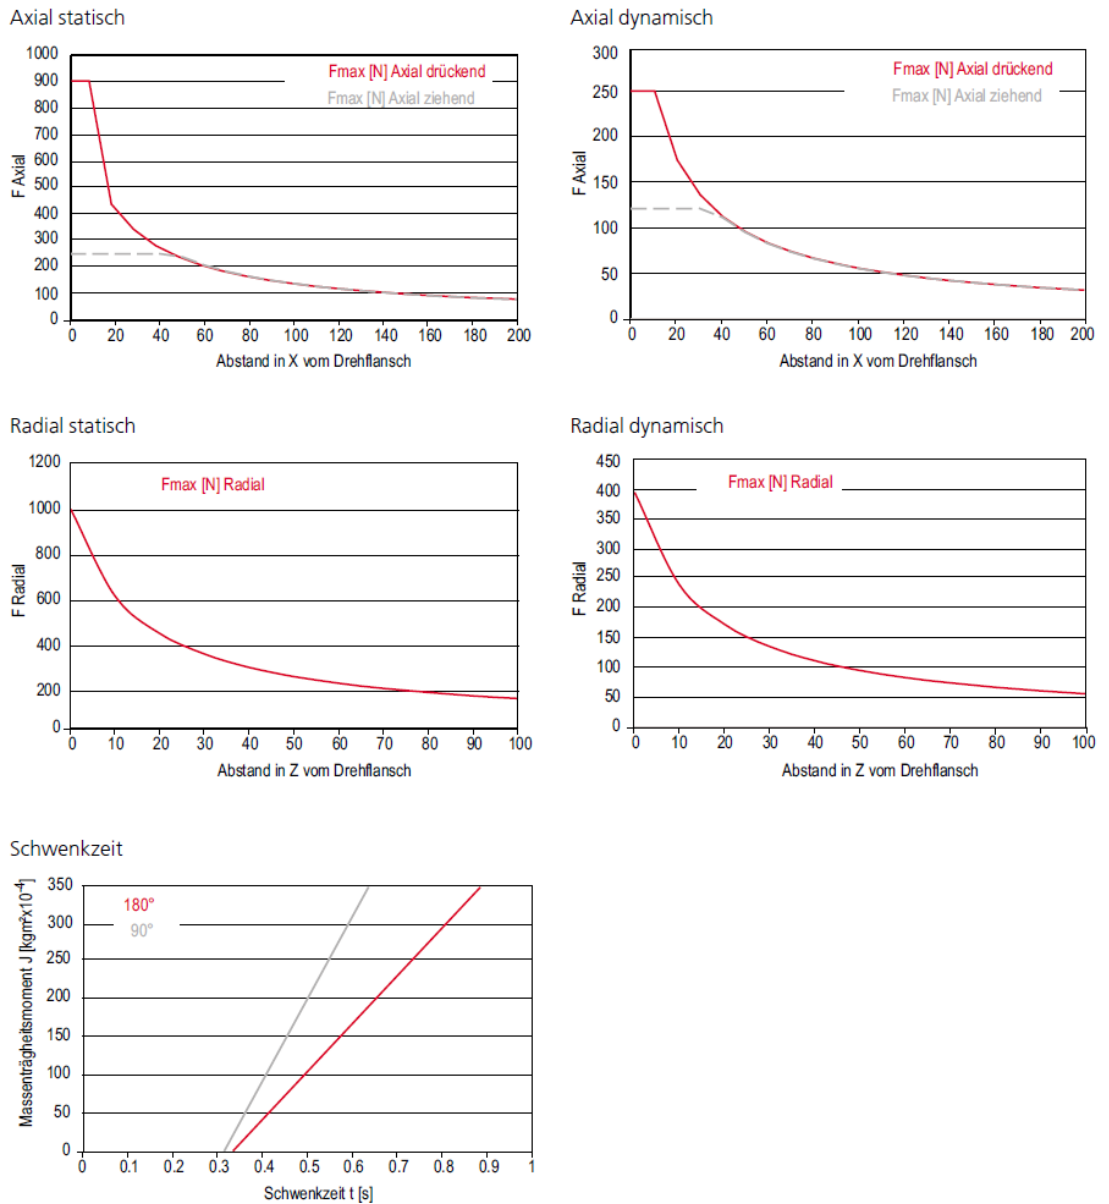 Axial statisch
1000
900
800
700
600
500
400
300
200
100
0
F Axial
Fmax [N] Axial drückend
Fmax [N] Axial ziehend
0 20 40 60 80 100 120 140 160 180 200
Abstand in X vom Drehflansch
Axial dynamisch
300
250
200
150
100
50
0
F Axial
Fmax [N] Axial drückend
Fmax [N] Axial ziehend
0 20 40 60 80 100 120 140 160 180 200
Abstand in X vom Drehflansch
Radial statisch
1200
1000
800
600
400
200
0
F Radial
Fmax [N] Radial
0 10 20 30 40 50 60 70 80 90 100
Abstand in Z vom Drehflansch
Radial dynamisch
450
400
350
300
250
200
150
100
50
0
F Radial
Fmax [N] Radial
0 10 20 30 40 50 60 70 80 90 100
Abstand in Z vom Drehflansch
Schwenkzeit
350
300
250
200
150
100
50
0
Massenträgheitsmoment J [kgm²x10⁻⁴]
180°
90°
0 0.1 0.2 0.3 0.4 0.5 0.6 0.7 0.8 0.9 1
Schwenkzeit t [s]